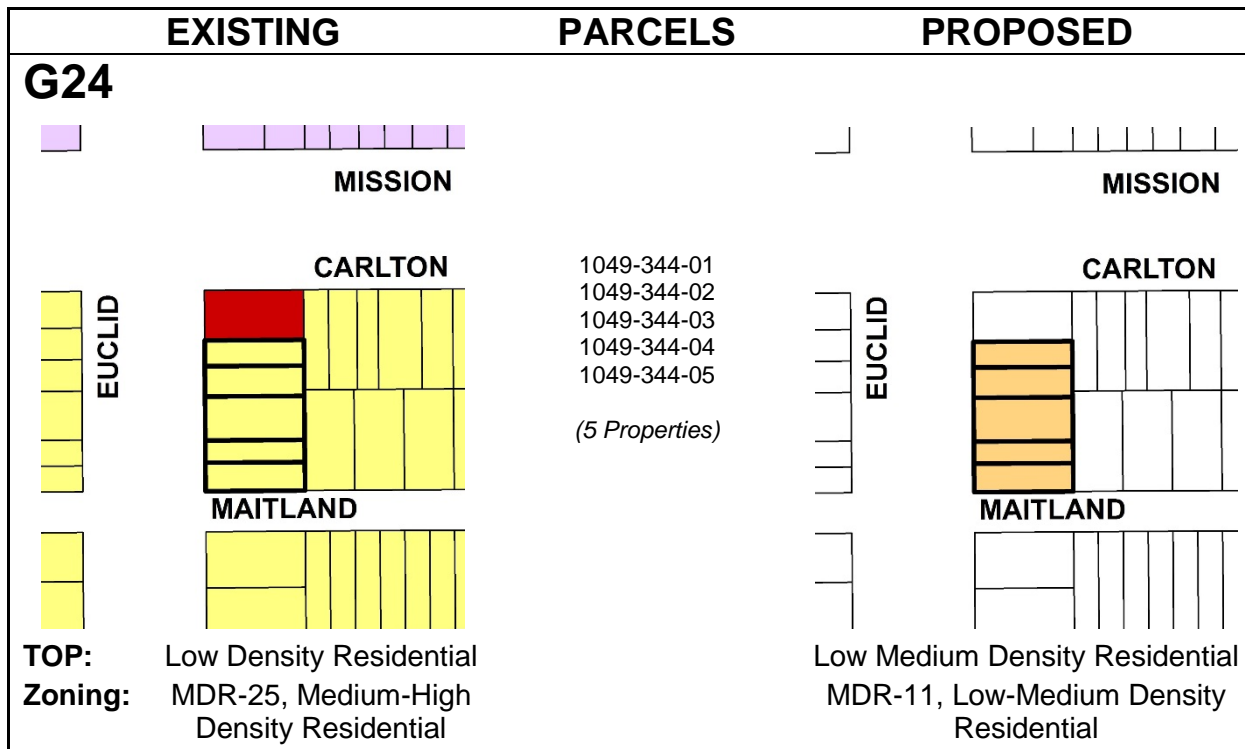 EXISTING PARCELS PROPOSED
G24
MISSION
CARLTON
EUCLID
MAITLAND
1049-344-01
1049-344-02
1049-344-03
1049-344-04
1049-344-05
(5 Properties)
MISSION
CARLTON
EUCLID
MAITLAND
TOP: Low Density Residential Low Medium Density Residential
Zoning: MDR-25, Medium-High MDR-11, Low-Medium Density
Density Residential Residential